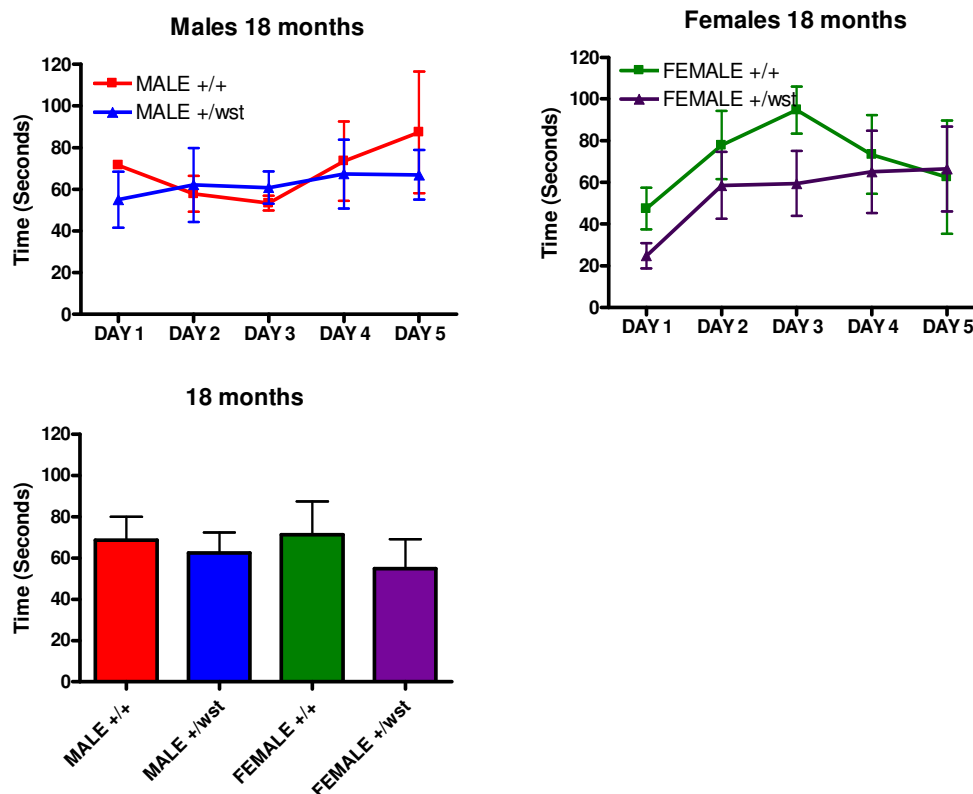 Males 18 months
Time (Seconds)
120
100
80
60
40
20
0
MALE +/+
MALE +/wst
DAY 1 DAY 2 DAY 3 DAY 4 DAY 5
Females 18 months
Time (Seconds)
120
100
80
60
40
20
0
FEMALE +/+
FEMALE +/wst
DAY 1 DAY 2 DAY 3 DAY 4 DAY 5
18 months
Time (Seconds)
120
100
80
60
40
20
0
MALE +/+
MALE +/wst
FEMALE +/+
FEMALE +/wst